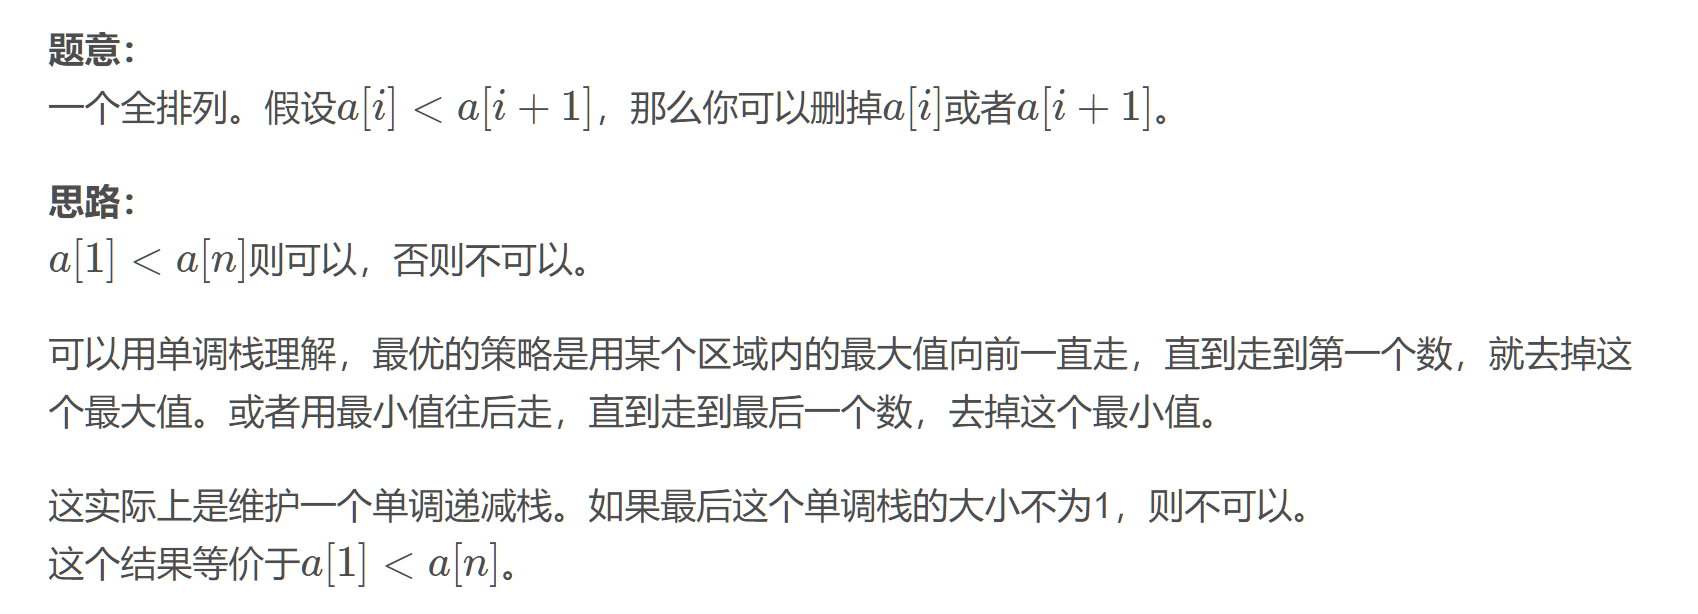 题意：
一个全排列。假设a[i] < a[i + 1]，那么你可以删掉a[i]或者a[i + 1]。
思路：
a[1] < a[n]则可以，否则不可以。
可以用单调栈理解，最优的策略是用某个区域内的最大值向前一直走，直到走到第一个数，就去掉这
个最大值。或者用最小值往后走，直到走到最后一个数，去掉这个最小值。
这实际上是维护一个单调递减栈。如果最后这个单调栈的大小不为1，则不可以。
这个结果等价于a[1] < a[n]。